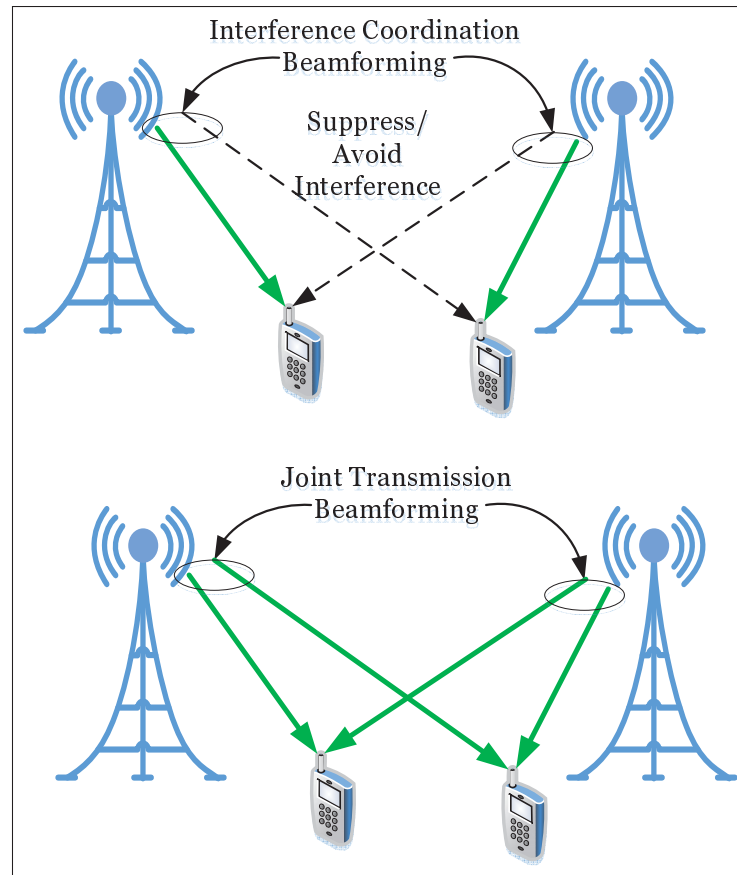 Interference Coordination
Beamforming
Suppress/
Avoid
Interference
Joint Transmission
Beamforming